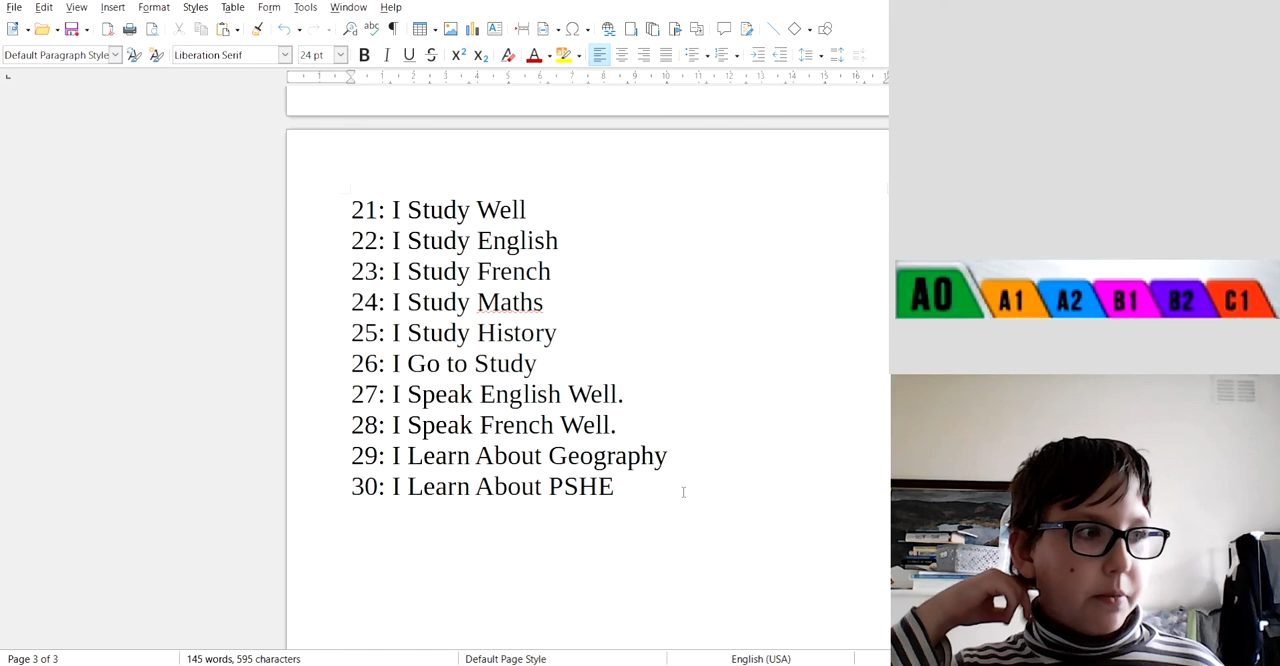 File Edit View Insert Format Styles Table Form Tools Window Help
Default Paragraph Style Liberation Serif 24 pt
21: I Study Well
22: I Study English
23: I Study French
24: I Study Maths
25: I Study History
26: I Go to Study
27: I Speak English Well.
28: I Speak French Well.
29: I Learn About Geography
30: I Learn About PSHE
A0 A1 A2 B1 B2 C1
Page 3 of 3 145 words, 595 characters Default Page Style English (USA)